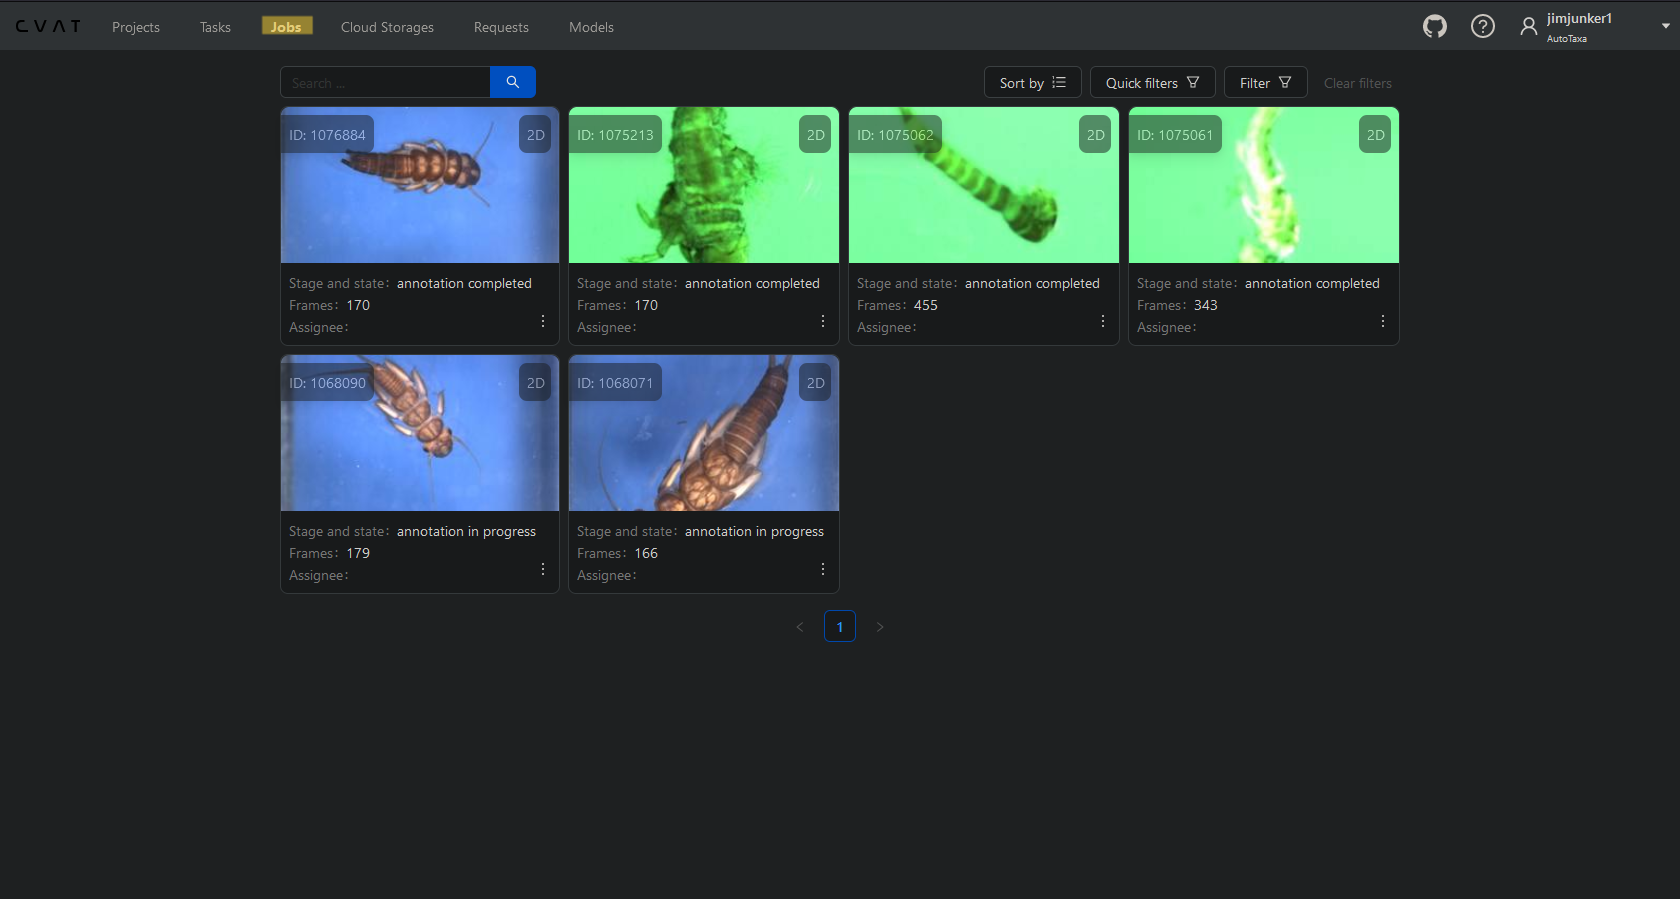 CVAT Projects Tasks Jobs Cloud Storages Requests Models jimjunker1
AutoTaxa
Search ... Sort by Quick filters Filter Clear filters
ID: 1076884 2D ID: 1075213 2D ID: 1075062 2D ID: 1075061 2D
Stage and state: annotation completed Stage and state: annotation completed Stage and state: annotation completed Stage and state: annotation completed
Frames: 170 Frames: 170 Frames: 455 Frames: 343
Assignee: Assignee: Assignee: Assignee:
ID: 1068090 2D ID: 1068071 2D
Stage and state: annotation in progress Stage and state: annotation in progress
Frames: 179 Frames: 166
Assignee: Assignee:
< 1 >